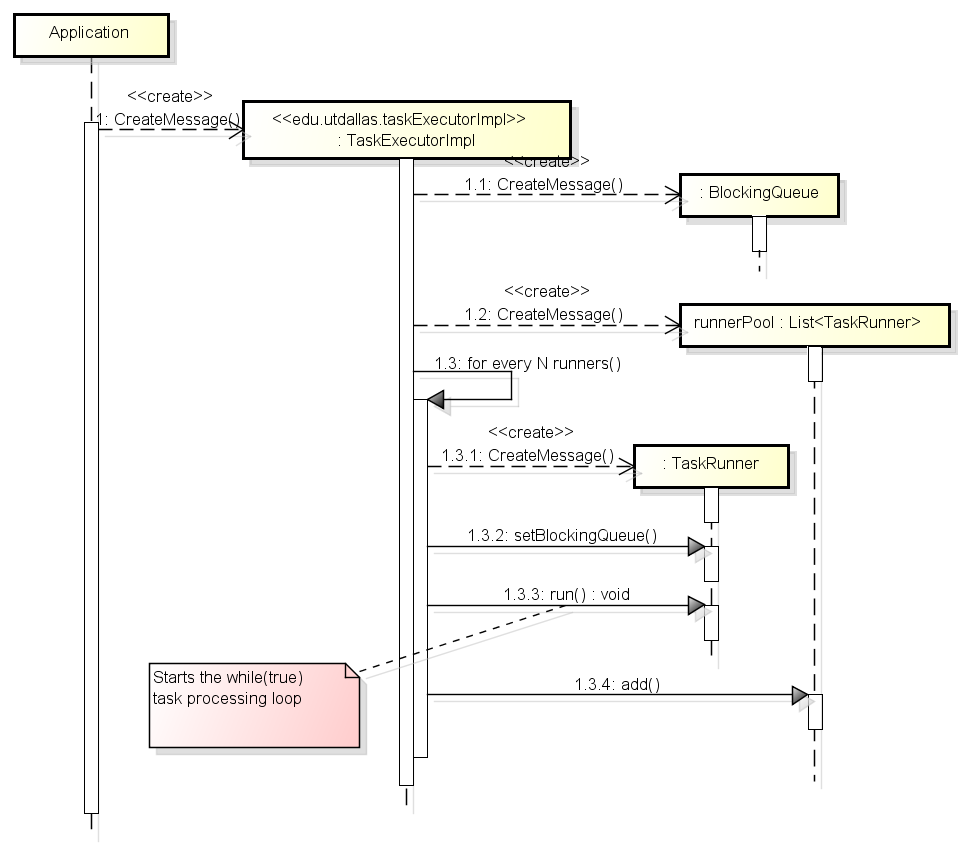 Application
<<create>>
1: CreateMessage()
<<edu.utdallas.taskExecutorImpl>>
: TaskExecutorImpl
<<create>>
1.1: CreateMessage()
: BlockingQueue
<<create>>
1.2: CreateMessage()
runnerPool : List<TaskRunner>
1.3: for every N runners()
<<create>>
1.3.1: CreateMessage()
: TaskRunner
1.3.2: setBlockingQueue()
1.3.3: run() : void
Starts the while(true)
task processing loop
1.3.4: add()